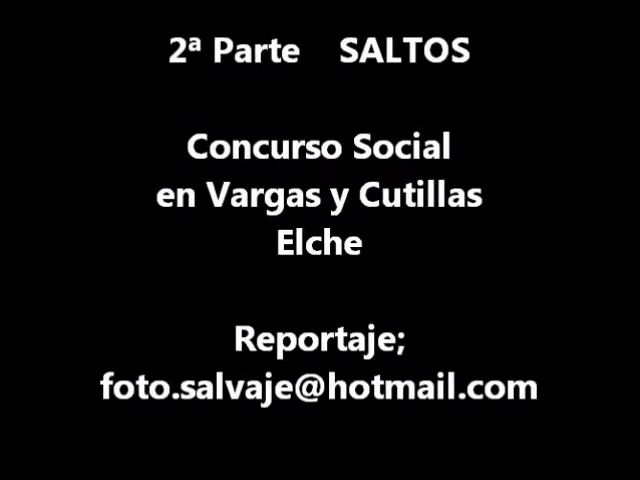 2ª Parte SALTOS
Concurso Social
en Vargas y Cutillas
Elche
Reportaje;
foto.salvaje@hotmail.com